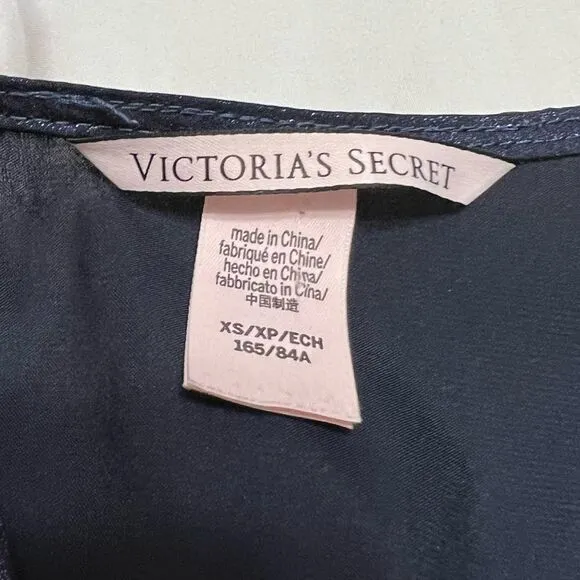 VICTORIA'S SECRET
made in China/
fabriqué en Chine/
hecho en China/
fabbricato in Cina/
中国制造
XS/XP/ECH
165/84A